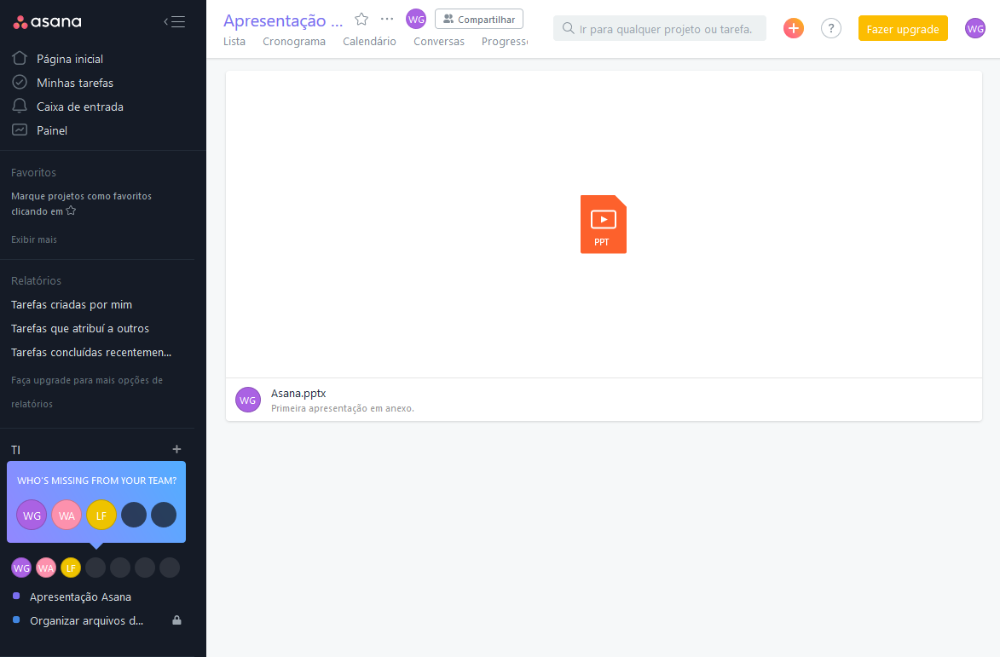 asana
Página inicial
Minhas tarefas
Caixa de entrada
Painel
Favoritos
Marque projetos como favoritos
clicando em
Exibir mais
Relatórios
Tarefas criadas por mim
Tarefas que atribuí a outros
Tarefas concluídas recentemen...
Faça upgrade para mais opções de
relatórios
TI +
WHO'S MISSING FROM YOUR TEAM?
WG WA LF
WG WA LF
Apresentação Asana
Organizar arquivos d...
Apresentação ... WG Compartilhar
Lista Cronograma Calendário Conversas Progress
Ir para qualquer projeto ou tarefa. + ? Fazer upgrade WG
PPT
WG
Asana.pptx
Primeira apresentação em anexo.